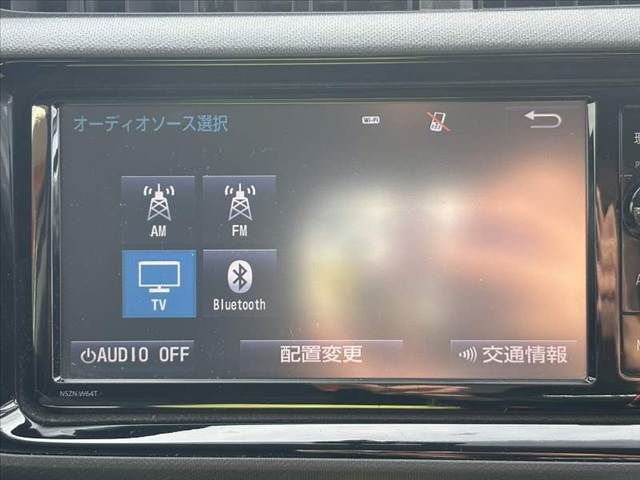 オーディオソース選択
Wi-Fi
AM
FM
TV
Bluetooth
AUDIO OFF
配置変更
交通情報
NSZN-W64T